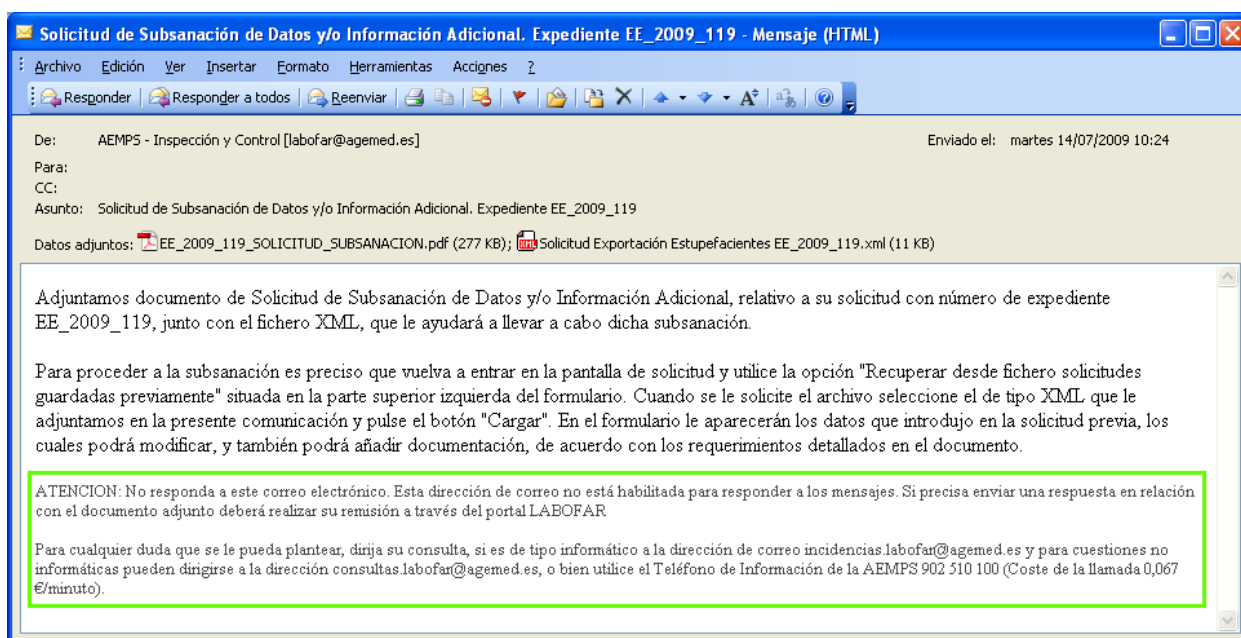 Solicitud de Subsanación de Datos y/o Información Adicional. Expediente EE_2009_119 - Mensaje (HTML)
Archivo Edición Ver Insertar Formato Herramientas Acciones ?
Responder Responder a todos Reenviar
De: AEMPS - Inspección y Control [labofar@agemed.es] Enviado el: martes 14/07/2009 10:24
Para:
CC:
Asunto: Solicitud de Subsanación de Datos y/o Información Adicional. Expediente EE_2009_119
Datos adjuntos: EE_2009_119_SOLICITUD_SUBSANACION.pdf (277 KB); Solicitud Exportación Estupefacientes EE_2009_119.xml (11 KB)
Adjuntamos documento de Solicitud de Subsanación de Datos y/o Información Adicional, relativo a su solicitud con número de expediente
EE_2009_119, junto con el fichero XML, que le ayudará a llevar a cabo dicha subsanación.
Para proceder a la subsanación es preciso que vuelva a entrar en la pantalla de solicitud y utilice la opción "Recuperar desde fichero solicitudes
guardadas previamente" situada en la parte superior izquierda del formulario. Cuando se le solicite el archivo seleccione el de tipo XML que le
adjuntamos en la presente comunicación y pulse el botón "Cargar". En el formulario le aparecerán los datos que introdujo en la solicitud previa, los
cuales podrá modificar, y también podrá añadir documentación, de acuerdo con los requerimientos detallados en el documento.
ATENCION: No responda a este correo electrónico. Esta dirección de correo no está habilitada para responder a los mensajes. Si precisa enviar una respuesta en relación
con el documento adjunto deberá realizar su remisión a través del portal LABOFAR
Para cualquier duda que se le pueda plantear, dirija su consulta, si es de tipo informático a la dirección de correo incidencias.labofar@agemed.es y para cuestiones no
informáticas pueden dirigirse a la dirección consultas.labofar@agemed.es, o bien utilice el Teléfono de Información de la AEMPS 902 510 100 (Coste de la llamada 0,067
€/minuto).